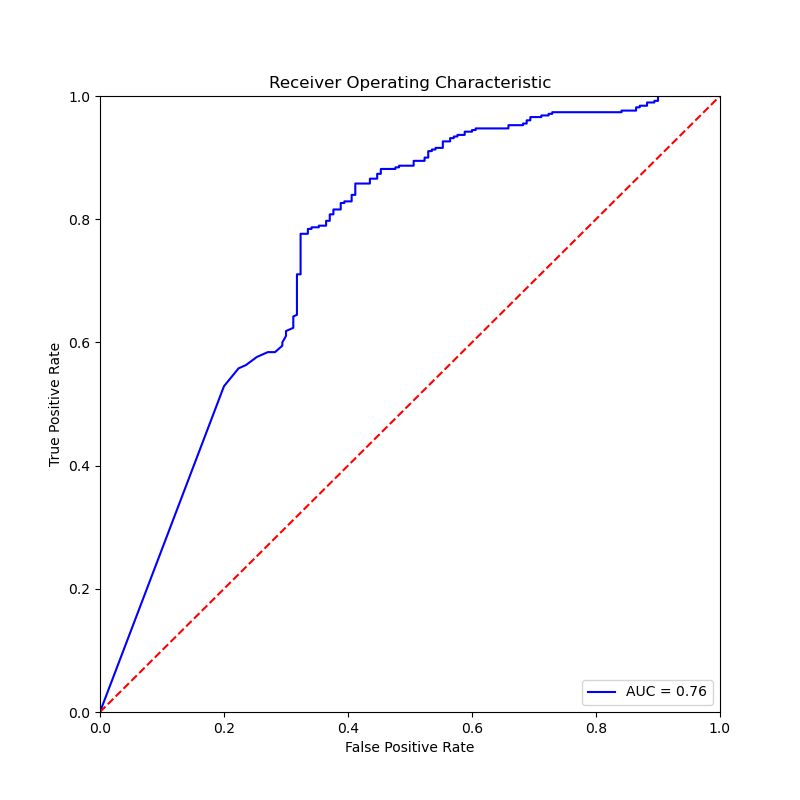 Receiver Operating Characteristic
True Positive Rate
1.0
0.8
0.6
0.4
0.2
0.0
AUC = 0.76
0.0 0.2 0.4 0.6 0.8 1.0
False Positive Rate